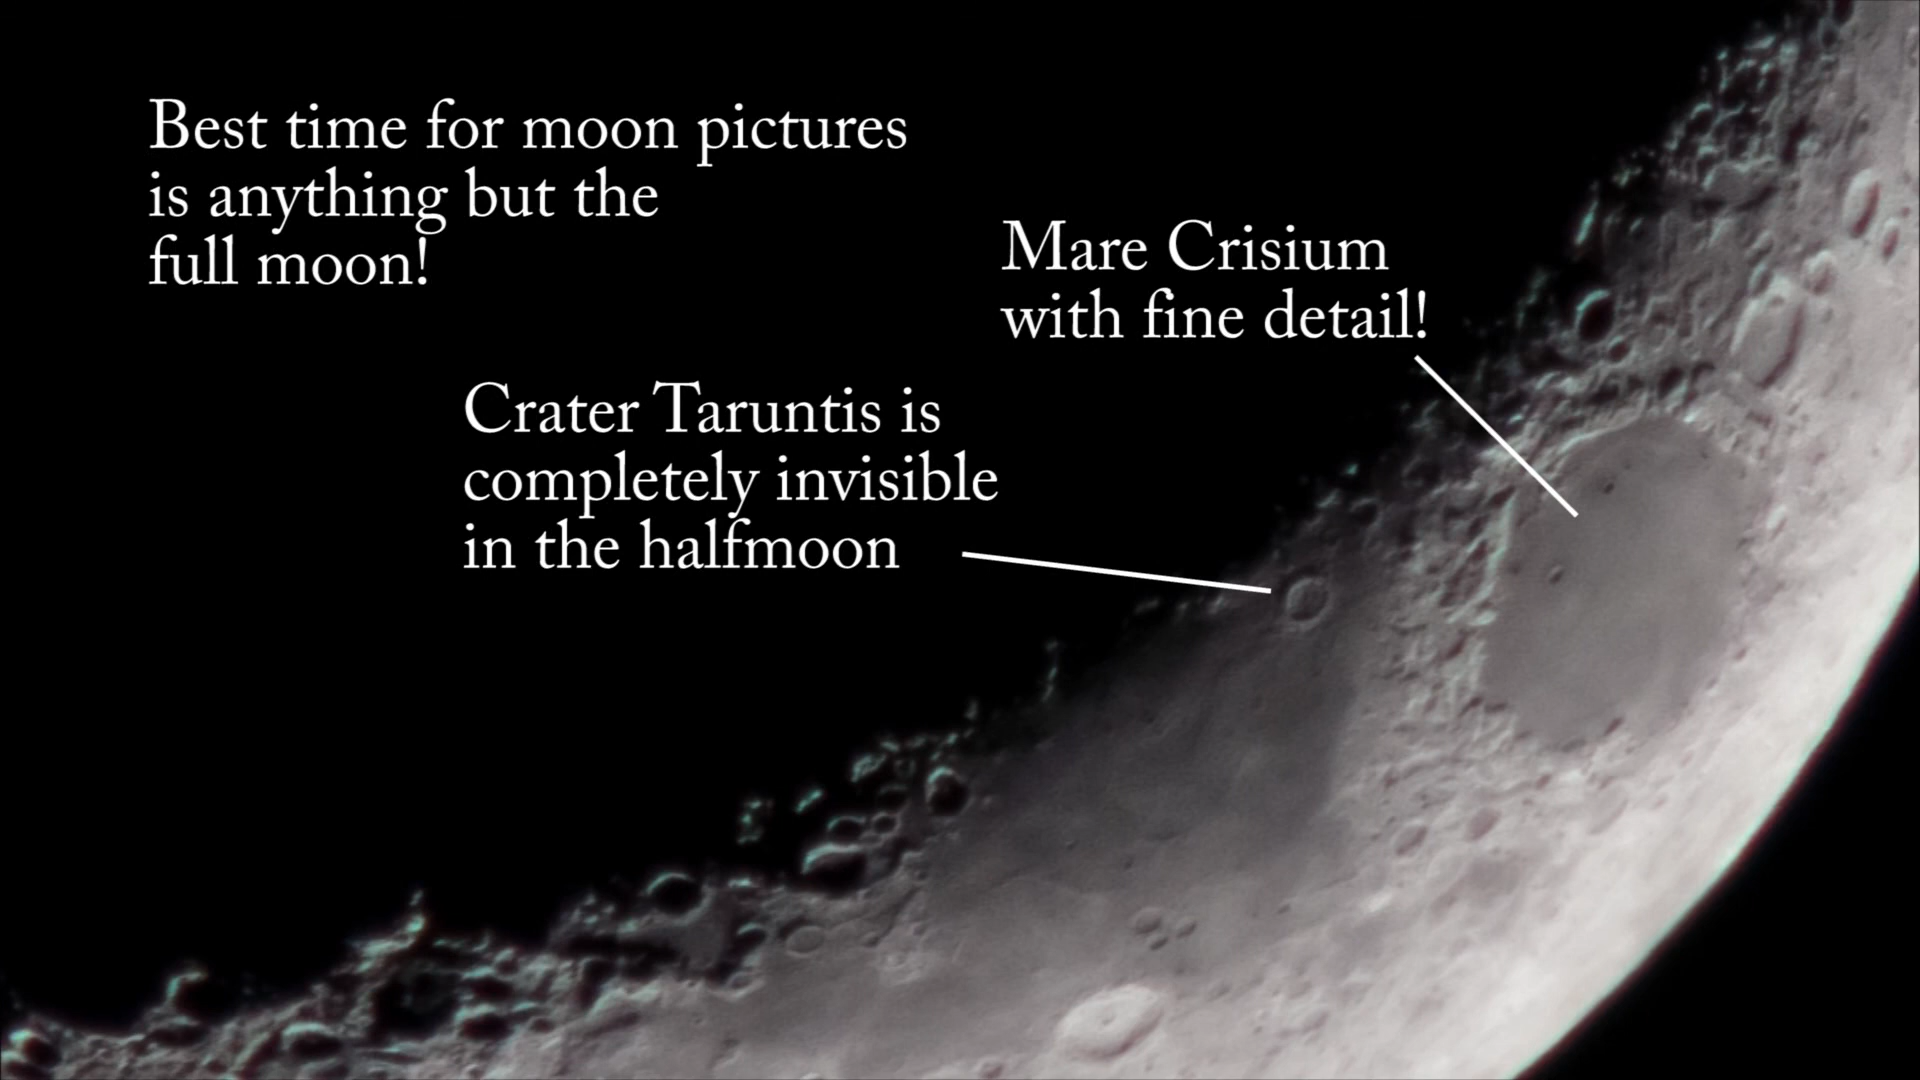 Best time for moon pictures
is anything but the
full moon!
Mare Crisium
with fine detail!
Crater Taruntis is
completely invisible
in the halfmoon